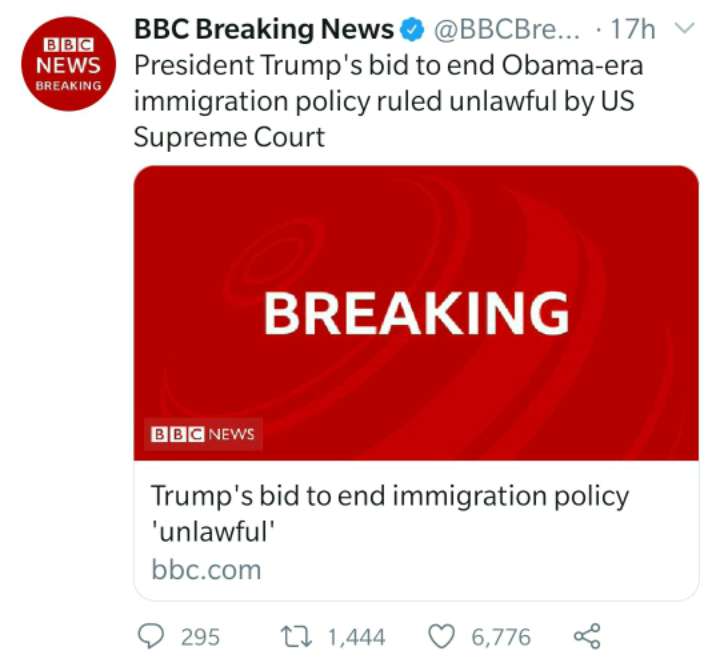 BBC
NEWS
BREAKING
BBC Breaking News @BBCBre... · 17h
President Trump's bid to end Obama-era
immigration policy ruled unlawful by US
Supreme Court
BREAKING
BBC NEWS
Trump's bid to end immigration policy
'unlawful'
bbc.com
295 1,444 6,776